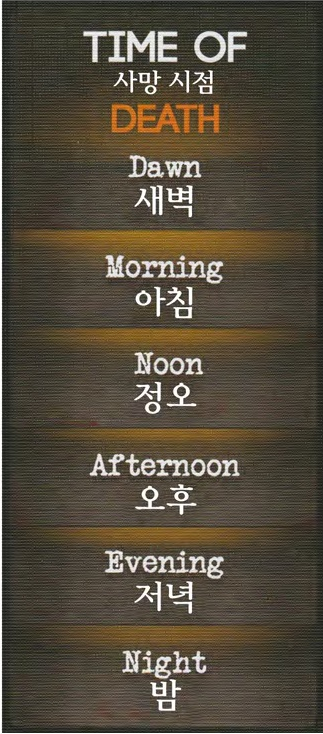 TIME OF
사망 시점
DEATH
Dawn
새벽
Morning
아침
Noon
정오
Afternoon
오후
Evening
저녁
Night
밤